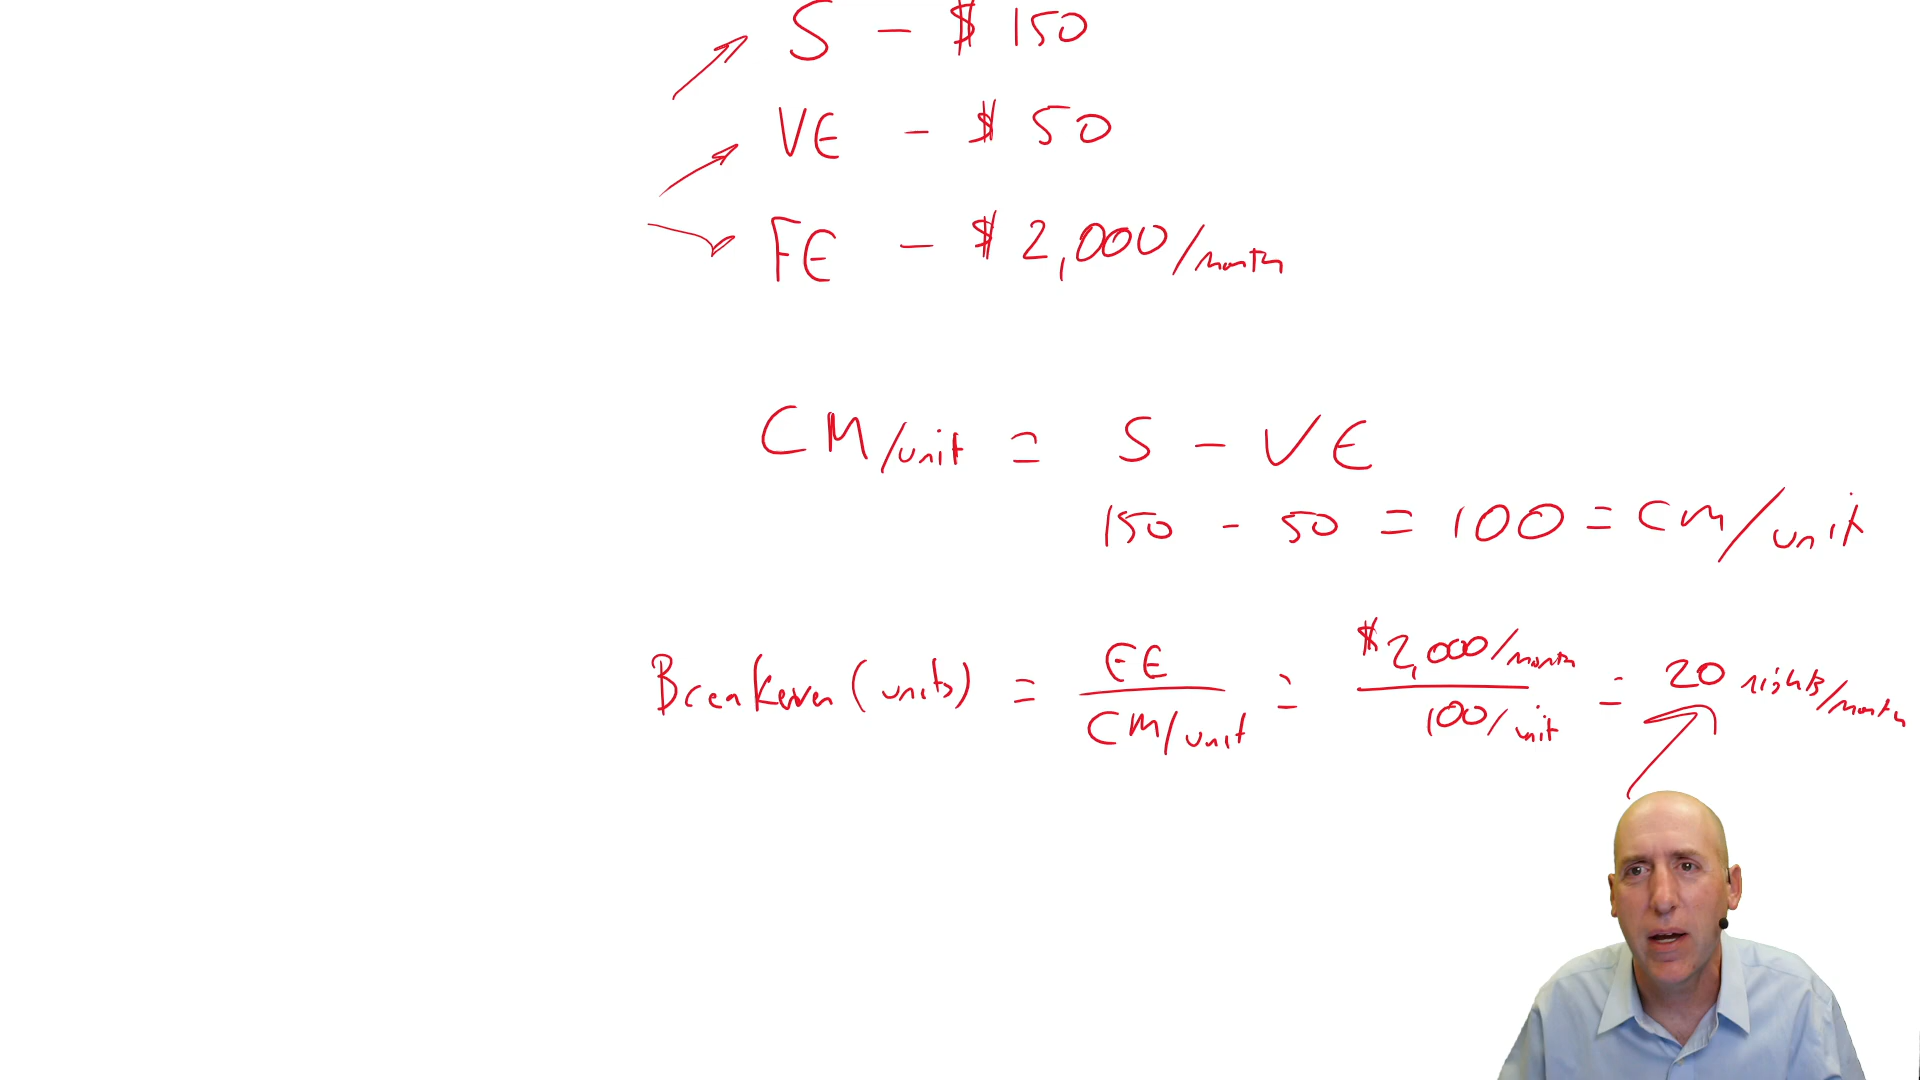 S - $ 150
VE - $ 50
FE - $ 2,000/month
CM/unit = S - VE
150 - 50 = 100 = CM/unit
Breakeven (units) = FE / CM/unit = $2,000/month / 100/unit = 20 nights/month